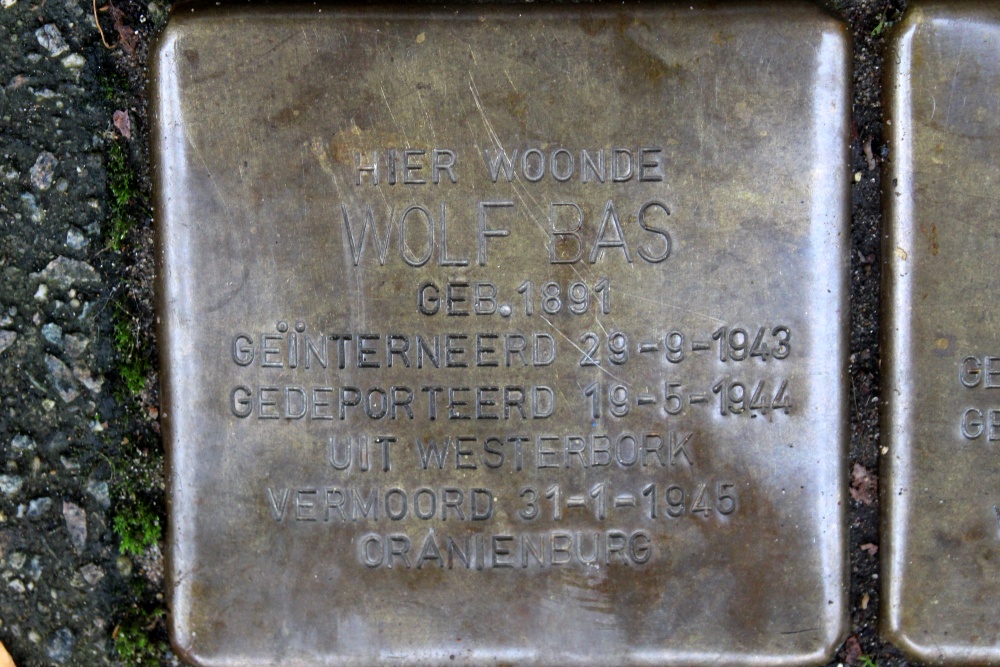 HIER WOONDE
WOLF BAS
GEB. 1891
GEÏNTERNEERD 29-9-1943
GEDEPORTEERD 19-5-1944
UIT WESTERBORK
VERMOORD 31-1-1945
ORANIENBURG